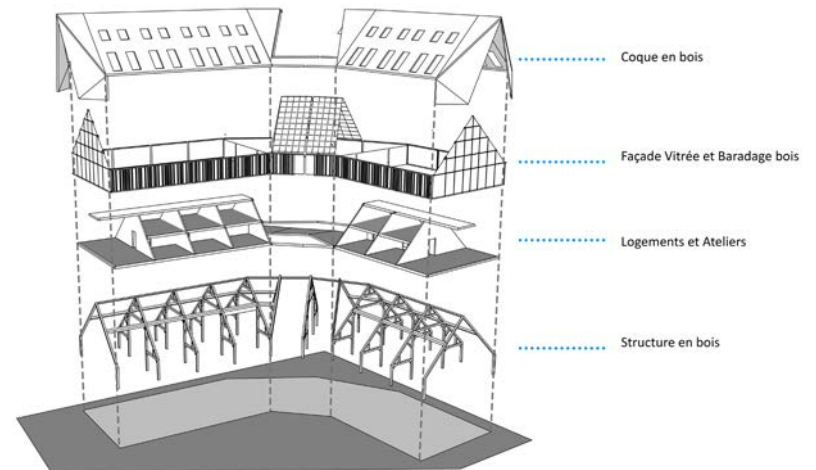 Coque en bois
Façade Vitrée et Baradage bois
Logements et Ateliers
Structure en bois